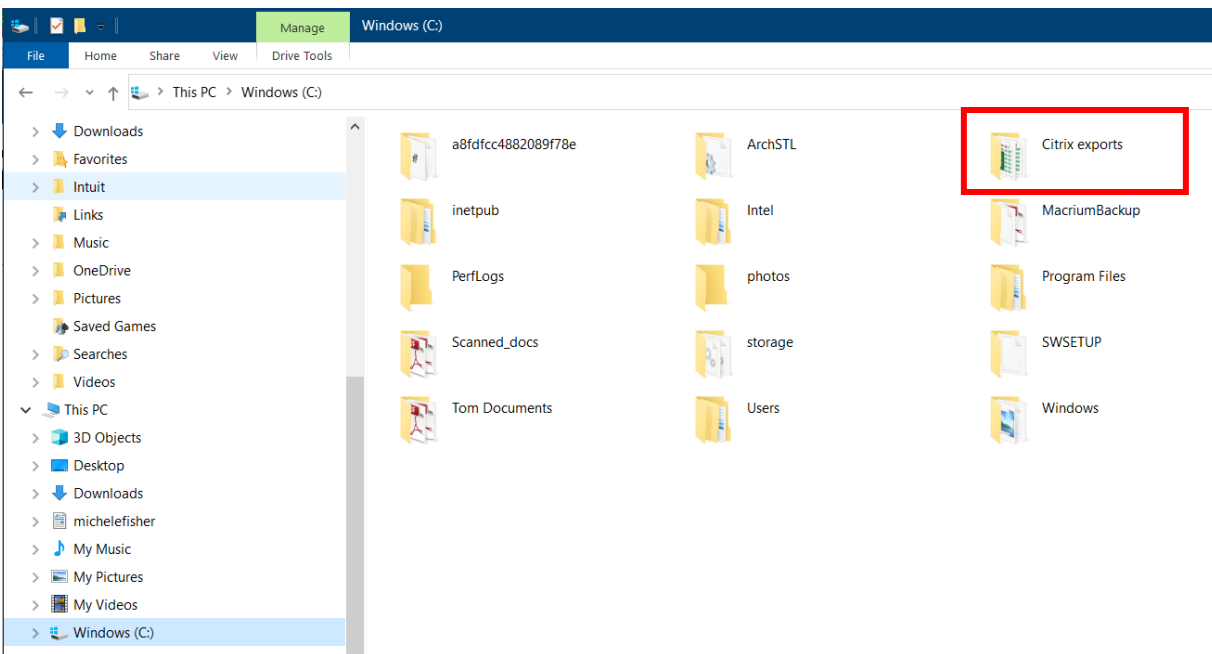 Manage Windows (C:)
File Home Share View Drive Tools
This PC Windows (C:)
Downloads
Favorites
Intuit
Links
Music
OneDrive
Pictures
Saved Games
Searches
Videos
This PC
3D Objects
Desktop
Downloads
michelefisher
My Music
My Pictures
My Videos
Windows (C:)
a8fdfcc4882089f78e ArchSTL Citrix exports
inetpub Intel MacriumBackup
PerfLogs photos Program Files
Scanned_docs storage SWSETUP
Tom Documents Users Windows